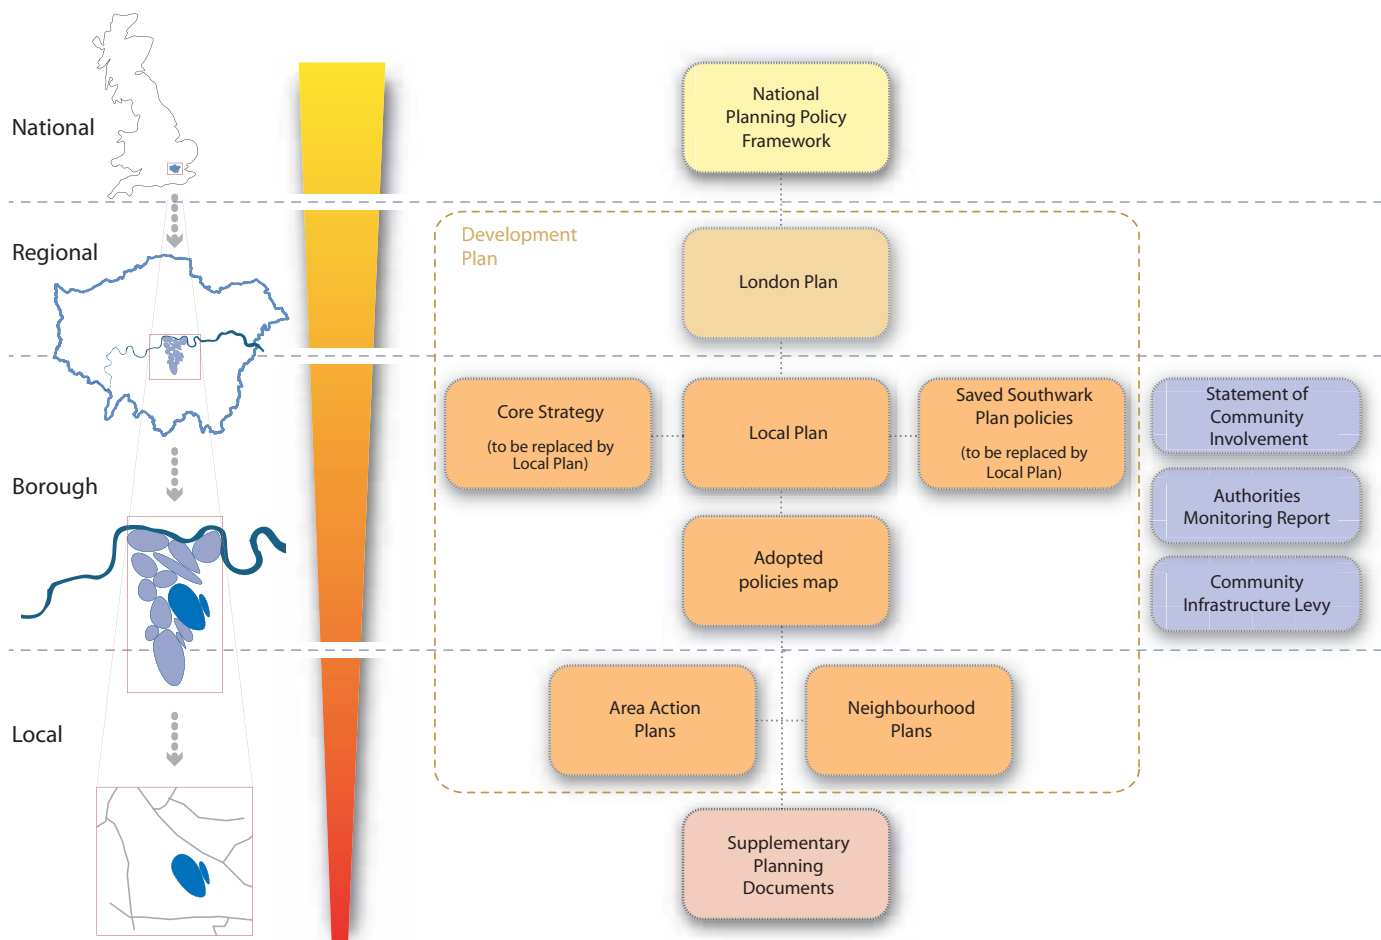 National
National
Planning Policy
Framework
Regional
Development
Plan
London Plan
Borough
Core Strategy
(to be replaced by
Local Plan)
Local Plan
Saved Southwark
Plan policies
(to be replaced by
Local Plan)
Statement of
Community
Involvement
Authorities
Monitoring Report
Adopted
policies map
Community
Infrastructure Levy
Local
Area Action
Plans
Neighbourhood
Plans
Supplementary
Planning
Documents